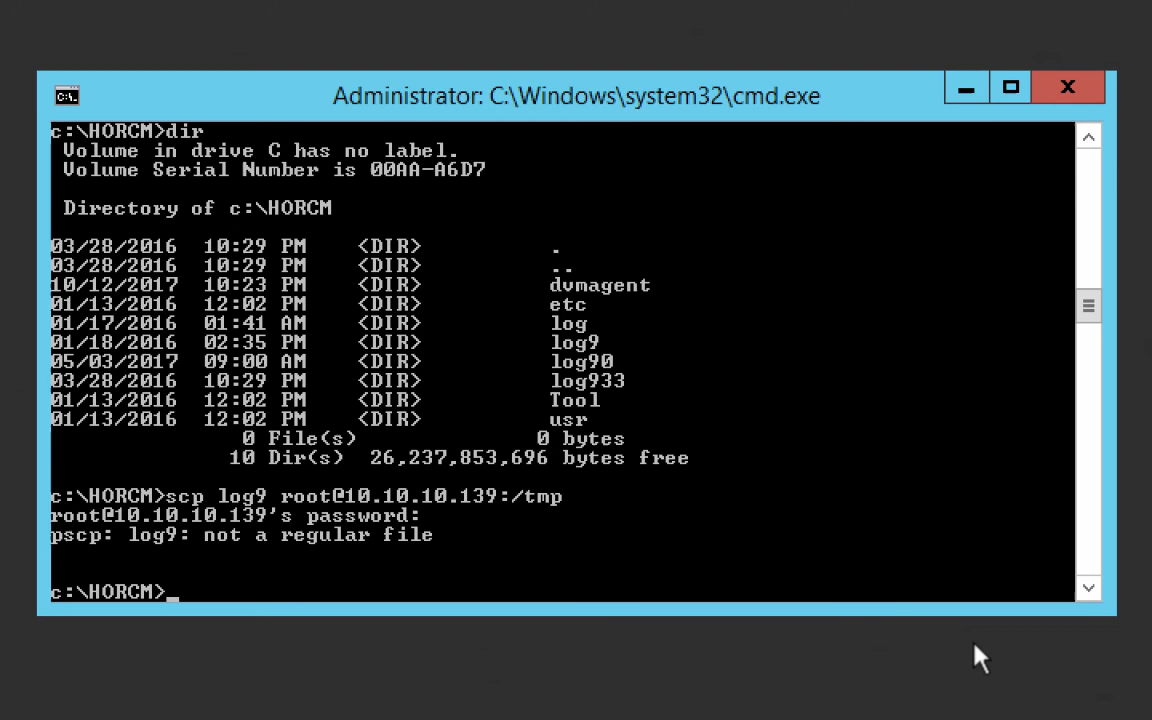 Administrator: C:\Windows\system32\cmd.exe
c:\HORCM>dir
Volume in drive C has no label.
Volume Serial Number is 00AA-A6D7
Directory of c:\HORCM
03/28/2016 10:29 PM <DIR> .
03/28/2016 10:29 PM <DIR> ..
10/12/2017 10:23 PM <DIR> dvmagent
01/13/2016 12:02 PM <DIR> etc
01/17/2016 01:41 AM <DIR> log
01/18/2016 02:35 PM <DIR> log9
05/03/2017 09:00 AM <DIR> log90
03/28/2016 10:29 PM <DIR> log933
01/13/2016 12:02 PM <DIR> Tool
01/13/2016 12:02 PM <DIR> usr
0 File(s) 0 bytes
10 Dir(s) 26,237,853,696 bytes free
c:\HORCM>scp log9 root@10.10.10.139:/tmp
root@10.10.10.139's password:
pscp: log9: not a regular file
c:\HORCM>_